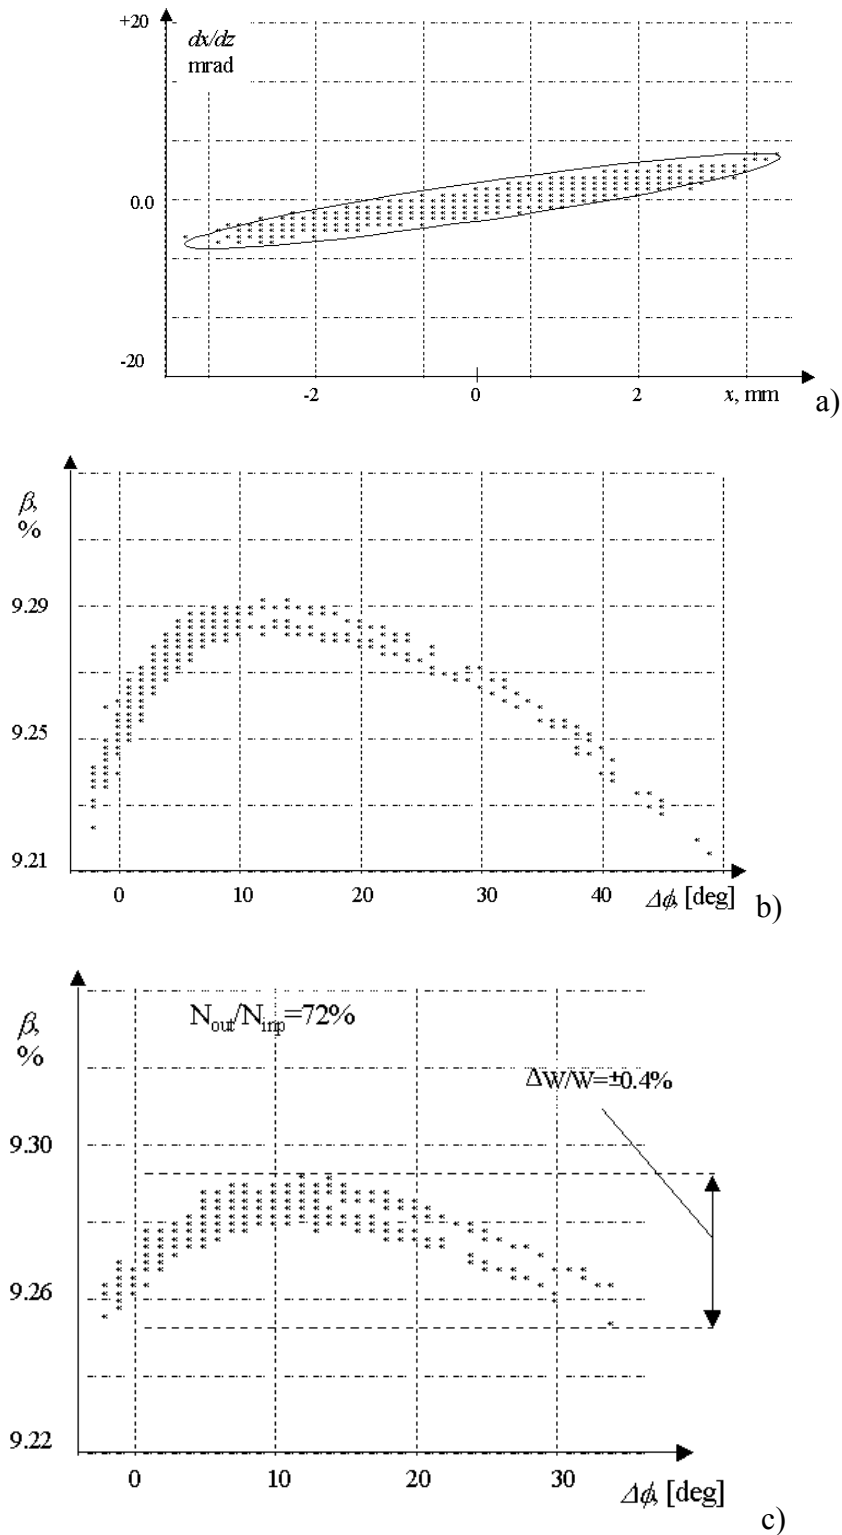 +20
dx/dz
mrad
0.0
-20
-2 0 2 x, mm
a)
β,
%
9.29
9.25
9.21
0 10 20 30 40 Δϕ, [deg]
b)
N_out/N_inp=72%
β,
%
ΔW/W=±0.4%
9.30
9.26
9.22
0 10 20 30
Δϕ, [deg]
c)